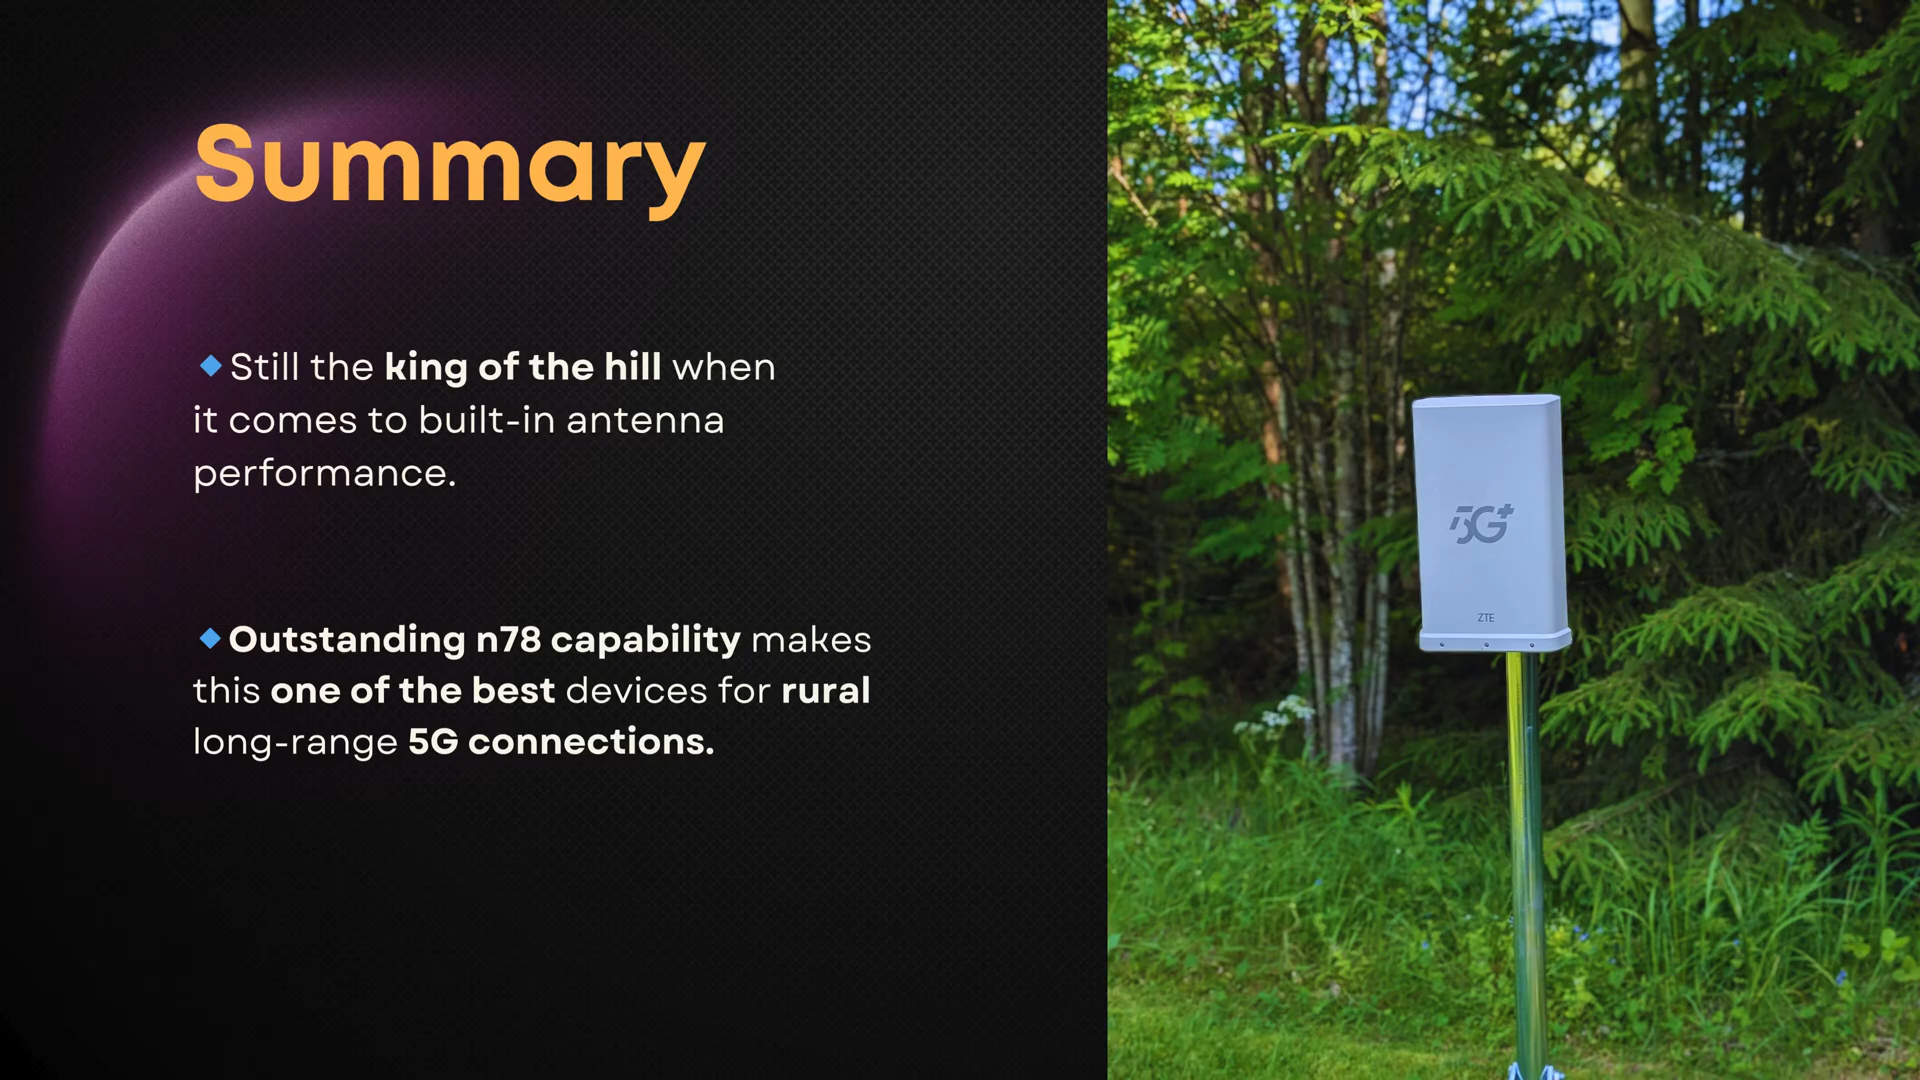 Summary
🔹Still the king of the hill when
it comes to built-in antenna
performance.
🔹Outstanding n78 capability makes
this one of the best devices for rural
long-range 5G connections.
5G+
ZTE